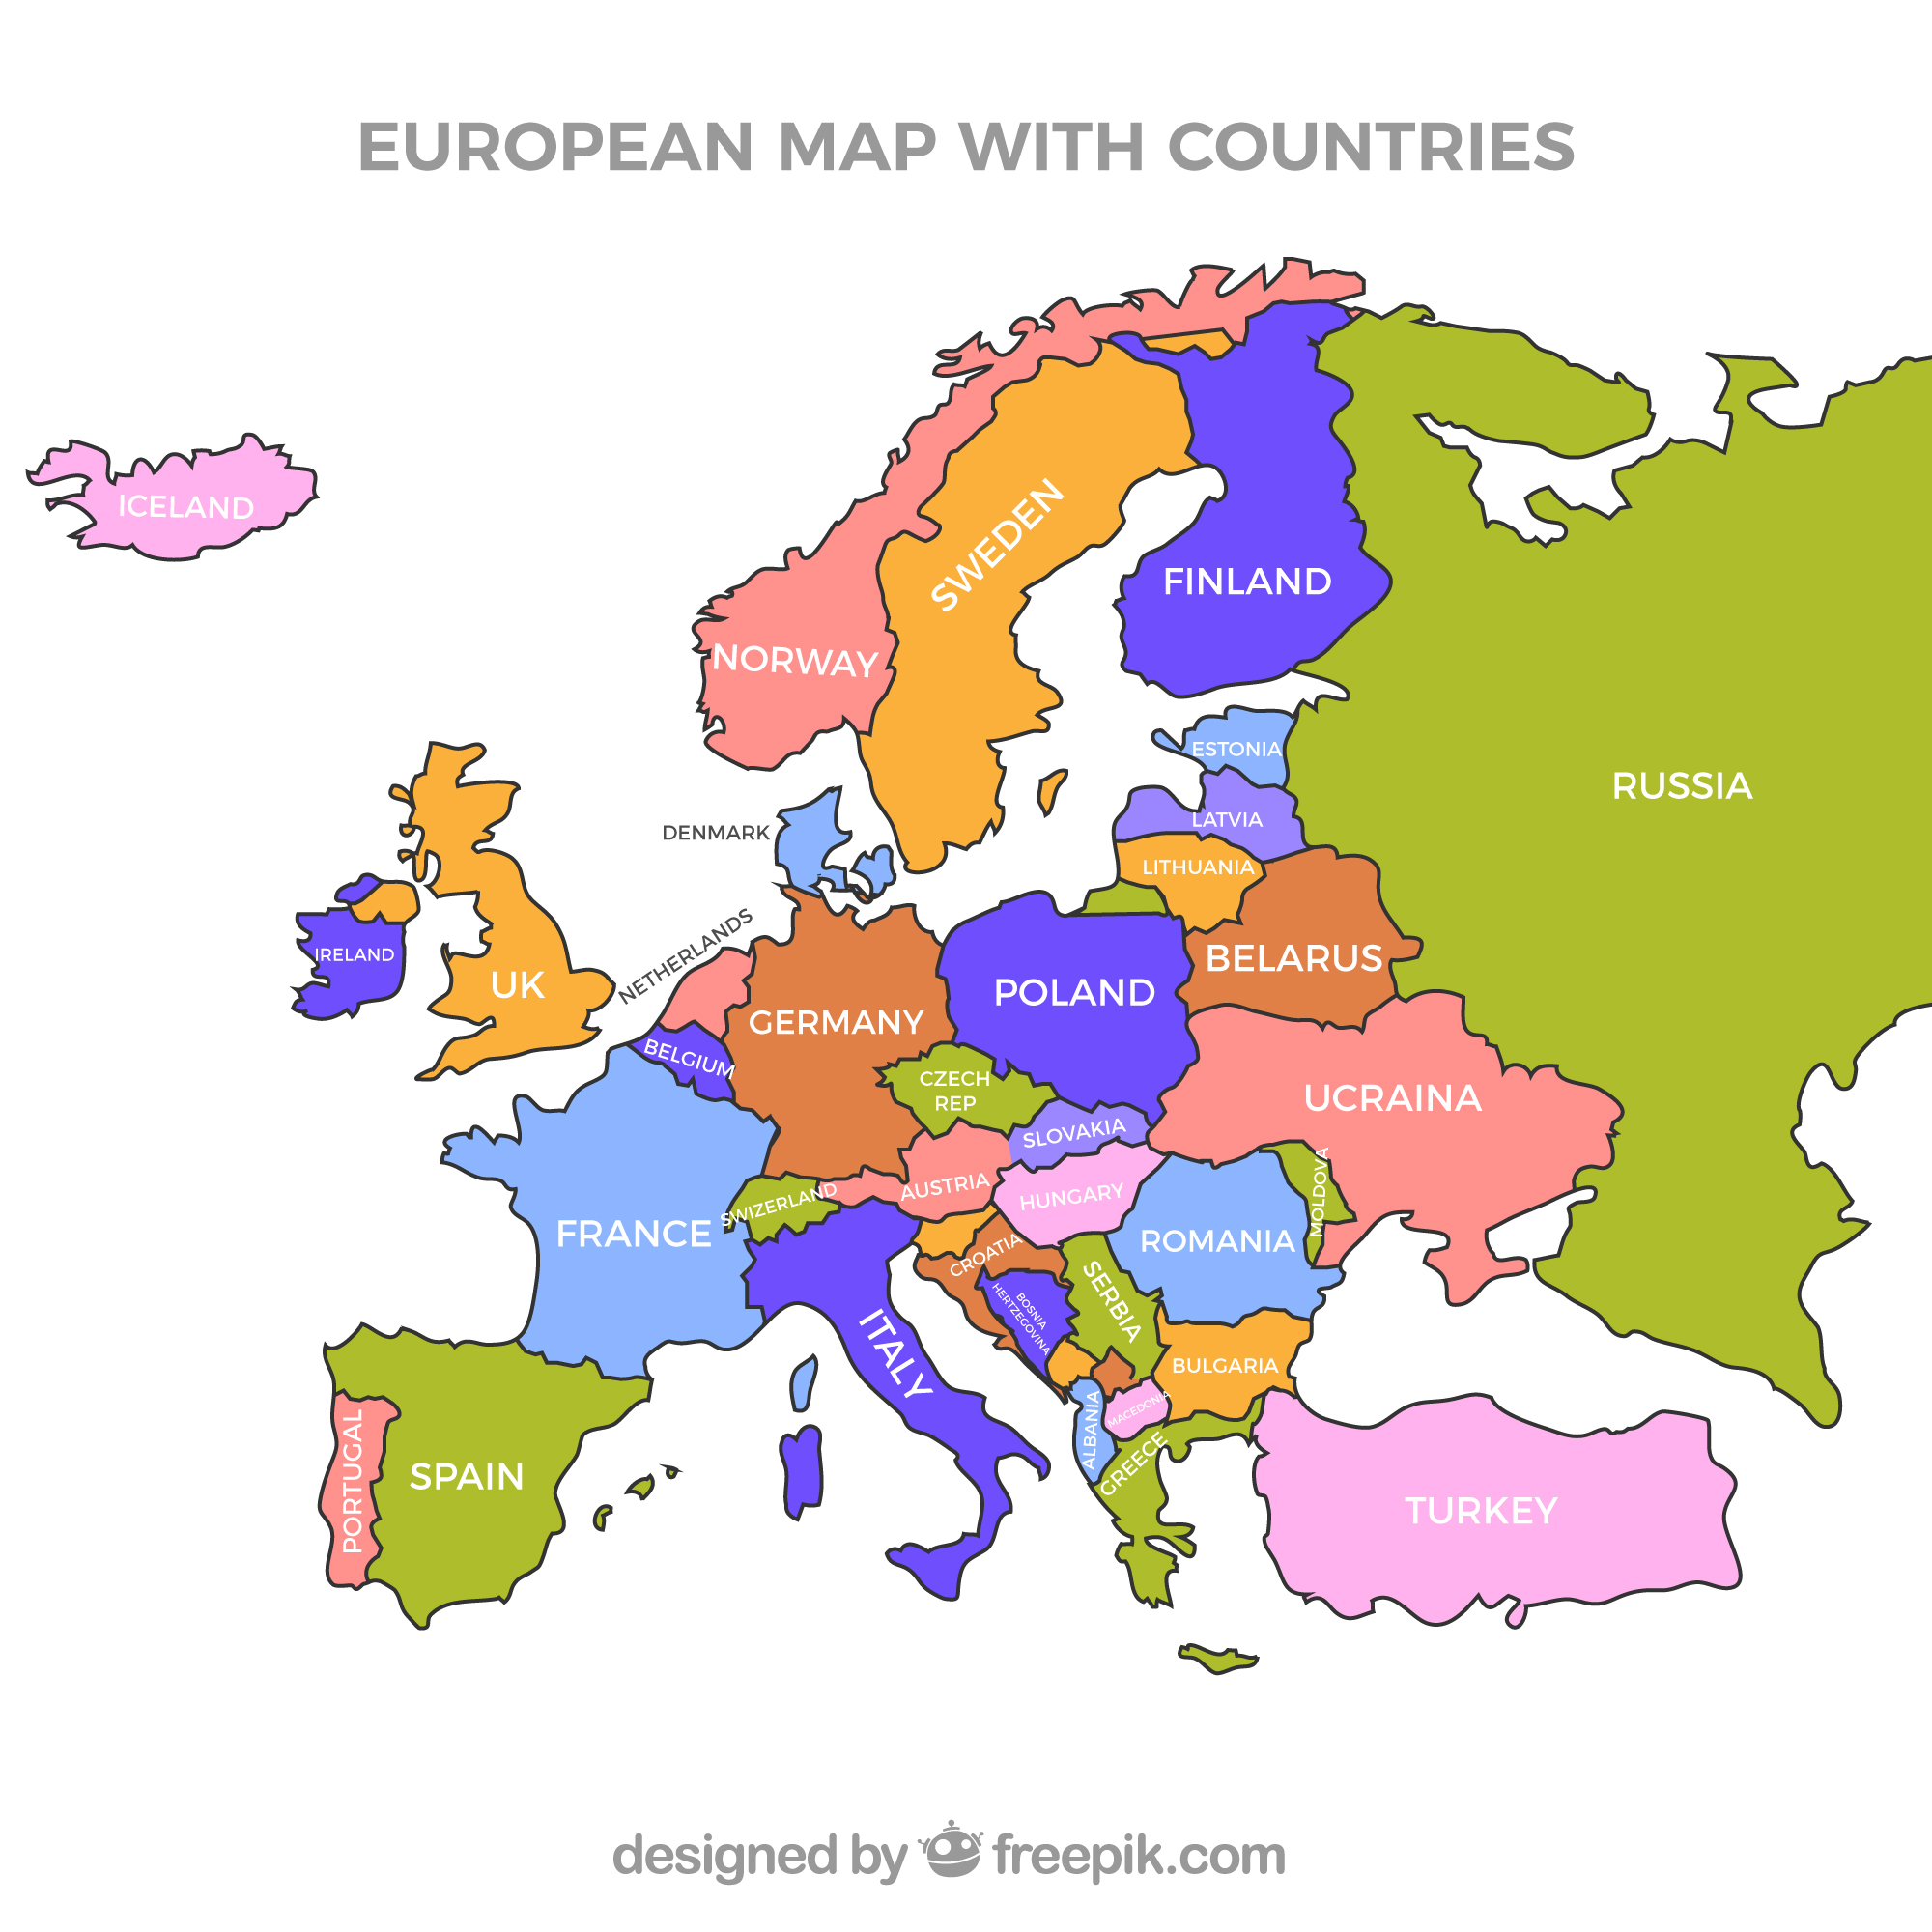 EUROPEAN MAP WITH COUNTRIES
ICELAND
SWEDEN
FINLAND
NORWAY
ESTONIA
RUSSIA
LATVIA
DENMARK
LITHUANIA
NETHERLANDS
IRELAND
BELARUS
UK
POLAND
GERMANY
BELGIUM
CZECH
REP
UCRAINA
SLOVAKIA
MOLDOVA
AUSTRIA
HUNGARY
SWIZERLAND
FRANCE
ROMANIA
CROATIA
SERBIA
BOSNIA
HERTZEGOVINA
ITALY
BULGARIA
MACEDONIA
ALBANIA
GREECE
PORTUGAL
SPAIN
TURKEY
designed by freepik.com